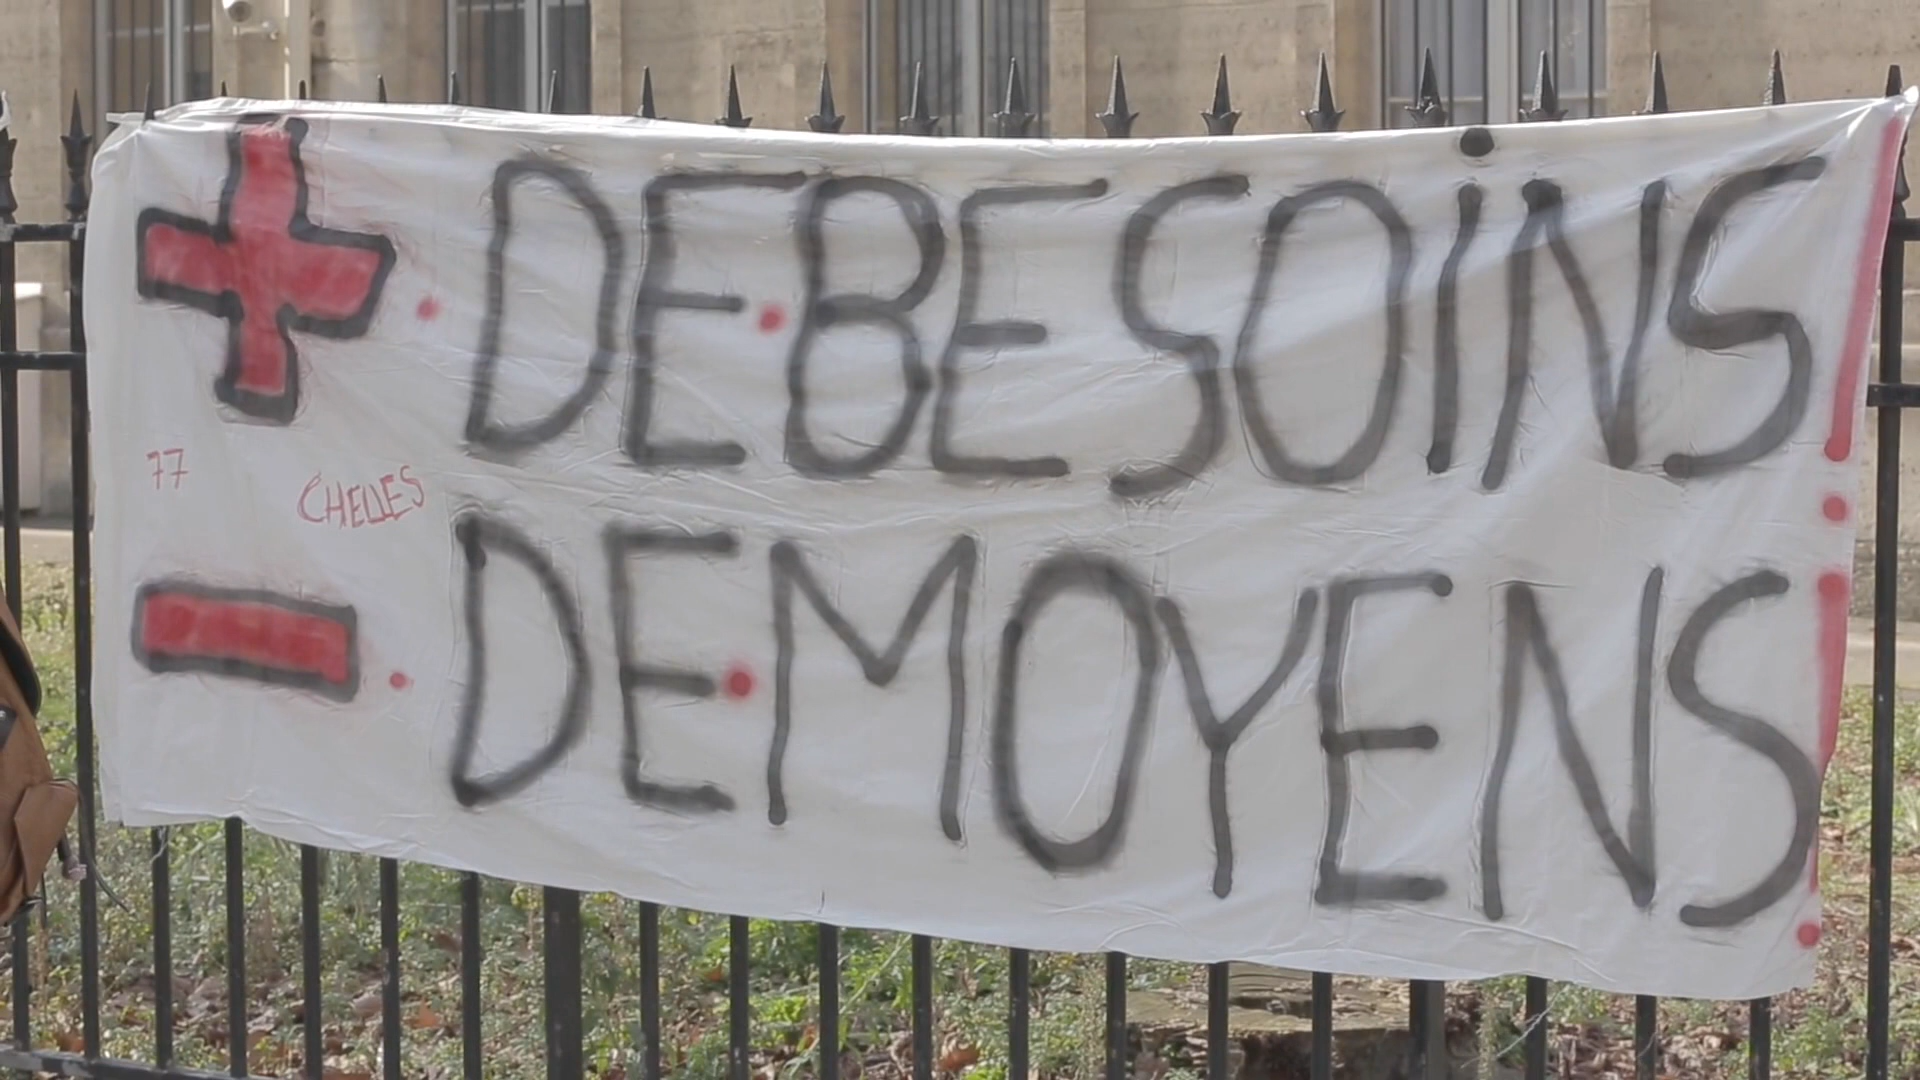 + . DE.BESOINS !
77 CHELLES
- . DE.MOYENS !